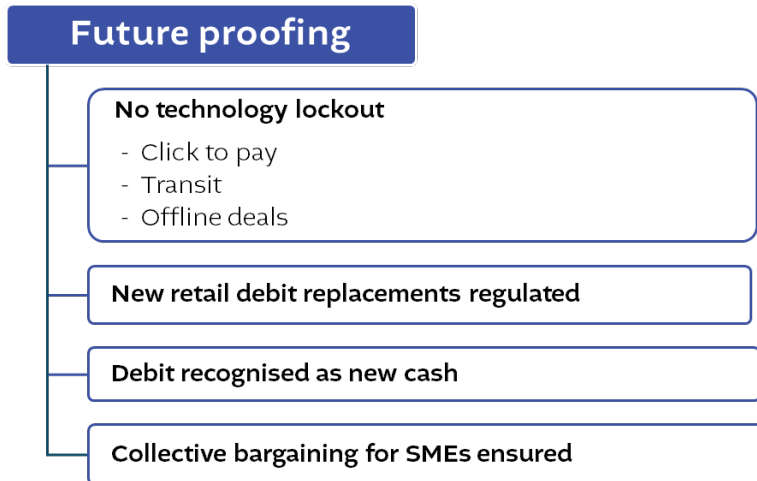 Future proofing
No technology lockout
- Click to pay
- Transit
- Offline deals
New retail debit replacements regulated
Debit recognised as new cash
Collective bargaining for SMEs ensured